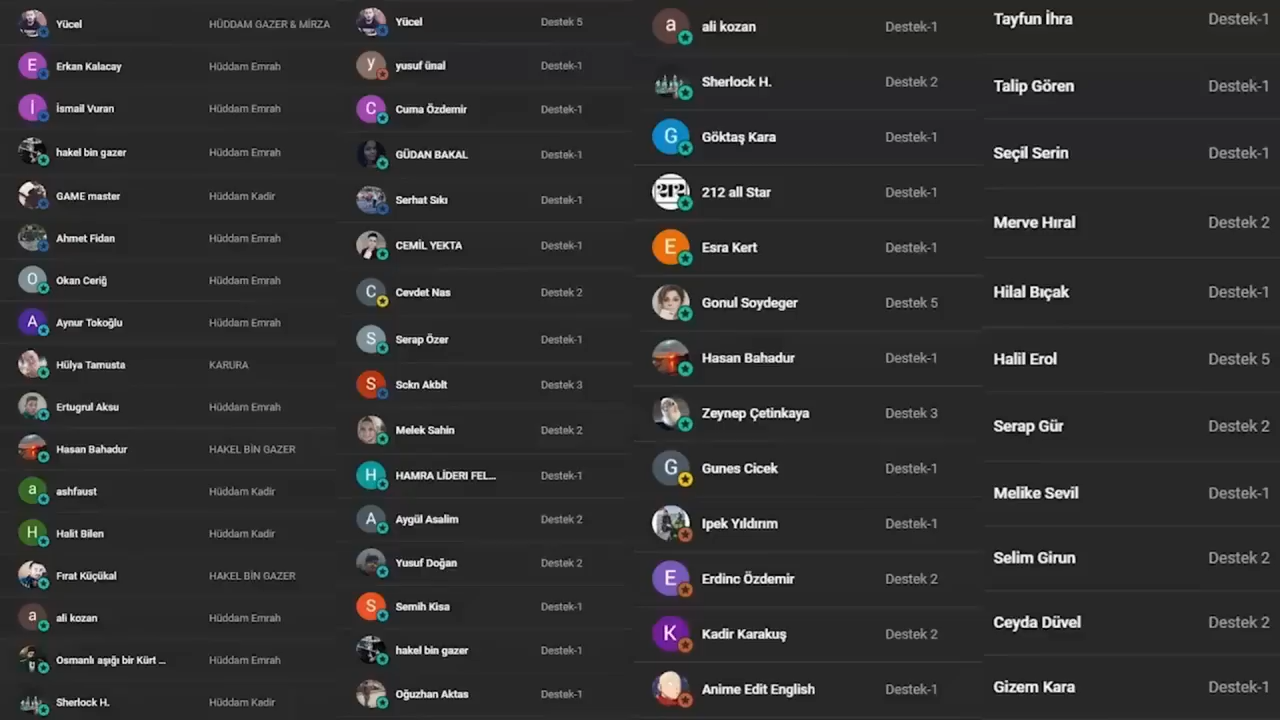 Yücel HÜDDAM GAZER & MİRZA
Erkan Kalacay Hüddam Emrah
İsmail Vuran Hüddam Emrah
hakel bin gazer Hüddam Emrah
GAME master Hüddam Kadir
Ahmet Fidan Hüddam Emrah
Okan Ceriğ Hüddam Emrah
Aynur Tokoğlu Hüddam Emrah
Hülya Tamusta KARURA
Ertugrul Aksu Hüddam Emrah
Hasan Bahadur HAKEL BİN GAZER
ashfaust Hüddam Kadir
Halit Bilen Hüddam Kadir
Fırat Küçükal HAKEL BİN GAZER
ali kozan Hüddam Emrah
Osmanlı aşığı bir Kürt ... Hüddam Emrah
Sherlock H. Hüddam Kadir
Yücel Destek 5
yusuf ünal Destek-1
Cuma Özdemir Destek-1
GÜDAN BAKAL Destek-1
Serhat Sıkı Destek-1
CEMİL YEKTA Destek-1
Cevdet Nas Destek 2
Serap Özer Destek-1
Sckn Akblt Destek 3
Melek Sahin Destek 2
HAMRA LİDERI FEL... Destek-1
Aygül Asalim Destek 2
Yusuf Doğan Destek 2
Semih Kisa Destek-1
hakel bin gazer Destek-1
Oğuzhan Aktas Destek-1
ali kozan Destek-1
Sherlock H. Destek 2
Göktaş Kara Destek-1
212 all Star Destek-1
Esra Kert Destek-1
Gonul Soydeger Destek 5
Hasan Bahadur Destek-1
Zeynep Çetinkaya Destek 3
Gunes Cicek Destek-1
Ipek Yıldırım Destek-1
Erdinc Özdemir Destek 2
Kadir Karakuş Destek 2
Anime Edit English Destek-1
Tayfun İhra Destek-1
Talip Gören Destek-1
Seçil Serin Destek-1
Merve Hıral Destek 2
Hilal Bıçak Destek-1
Halil Erol Destek 5
Serap Gür Destek 2
Melike Sevil Destek-1
Selim Girun Destek 2
Ceyda Düvel Destek 2
Gizem Kara Destek-1